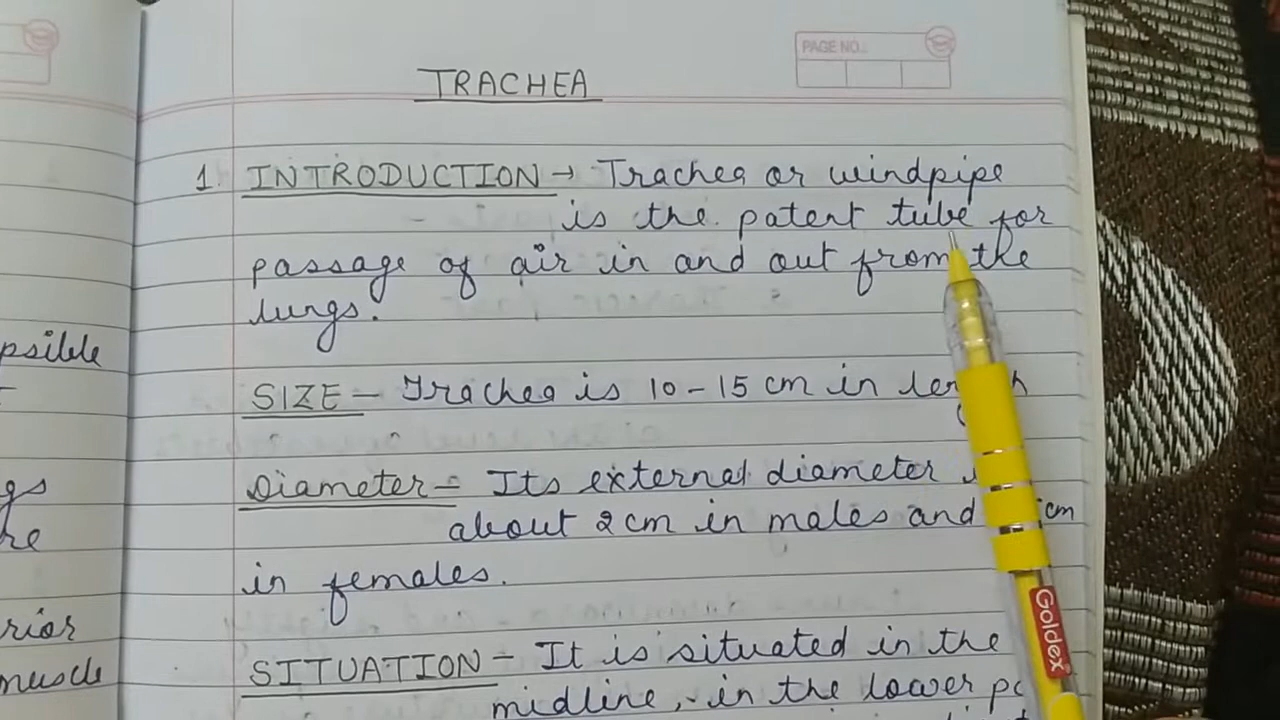 PAGE NO.:
TRACHEA
1. INTRODUCTION → Trachea or windpipe
is the patent tube for
passage of air in and out from the
lungs.
SIZE - Trachea is 10-15 cm in
Diameter - Its external diameter
about 2 cm in males and cm
in females.
SITUATION - It is situated in the
midline, in the lower
psible
gs
re
rior
muscle
Goldex